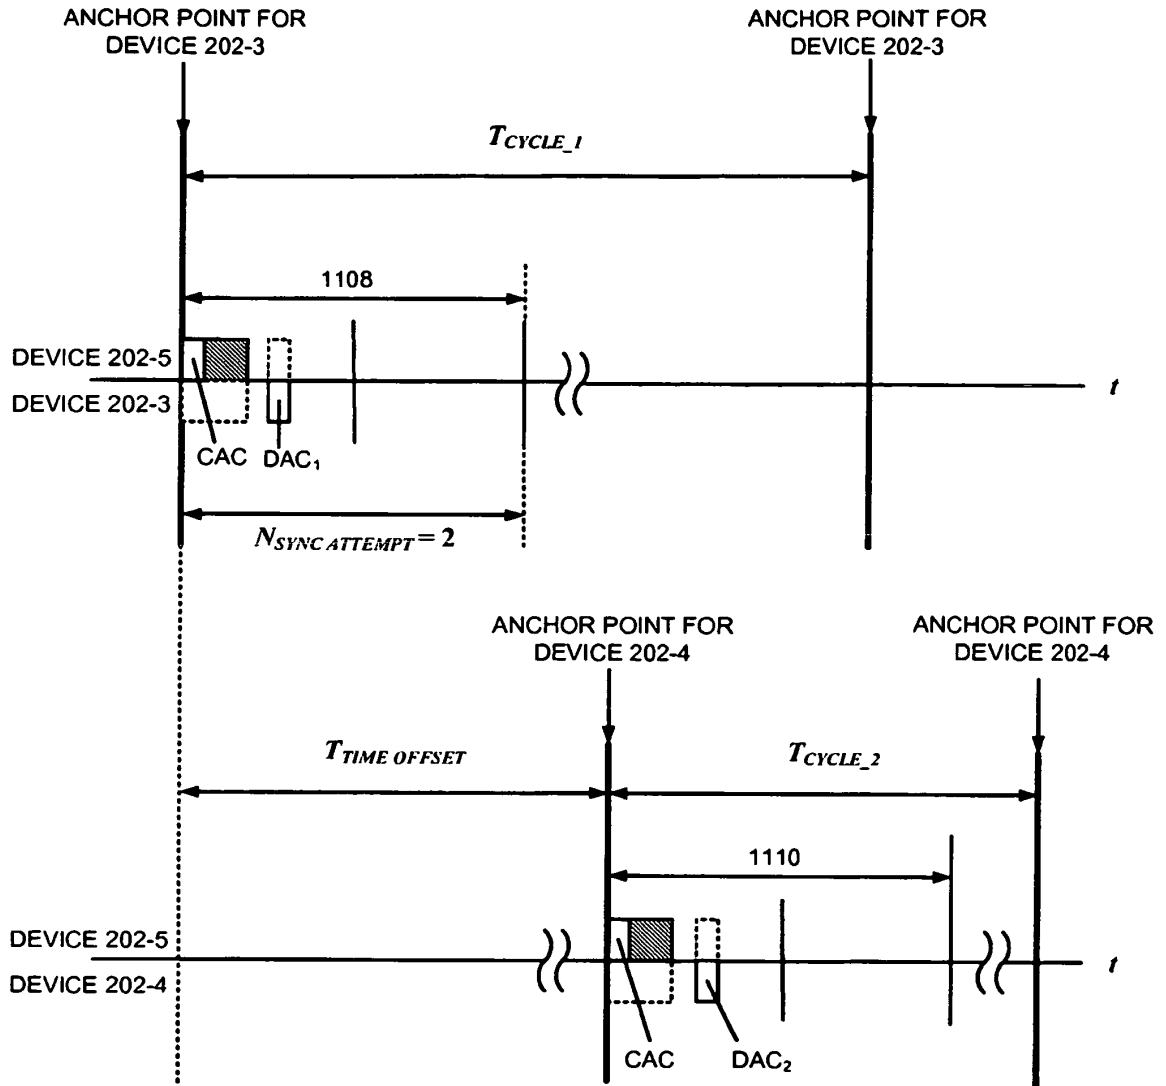 ANCHOR POINT FOR
DEVICE 202-3
ANCHOR POINT FOR
DEVICE 202-3
TCYCLE_1
1108
DEVICE 202-5
DEVICE 202-3
t
CAC
DAC1
NSYNC ATTEMPT = 2
ANCHOR POINT FOR
DEVICE 202-4
ANCHOR POINT FOR
DEVICE 202-4
TTIME OFFSET
TCYCLE_2
1110
DEVICE 202-5
DEVICE 202-4
t
CAC
DAC2